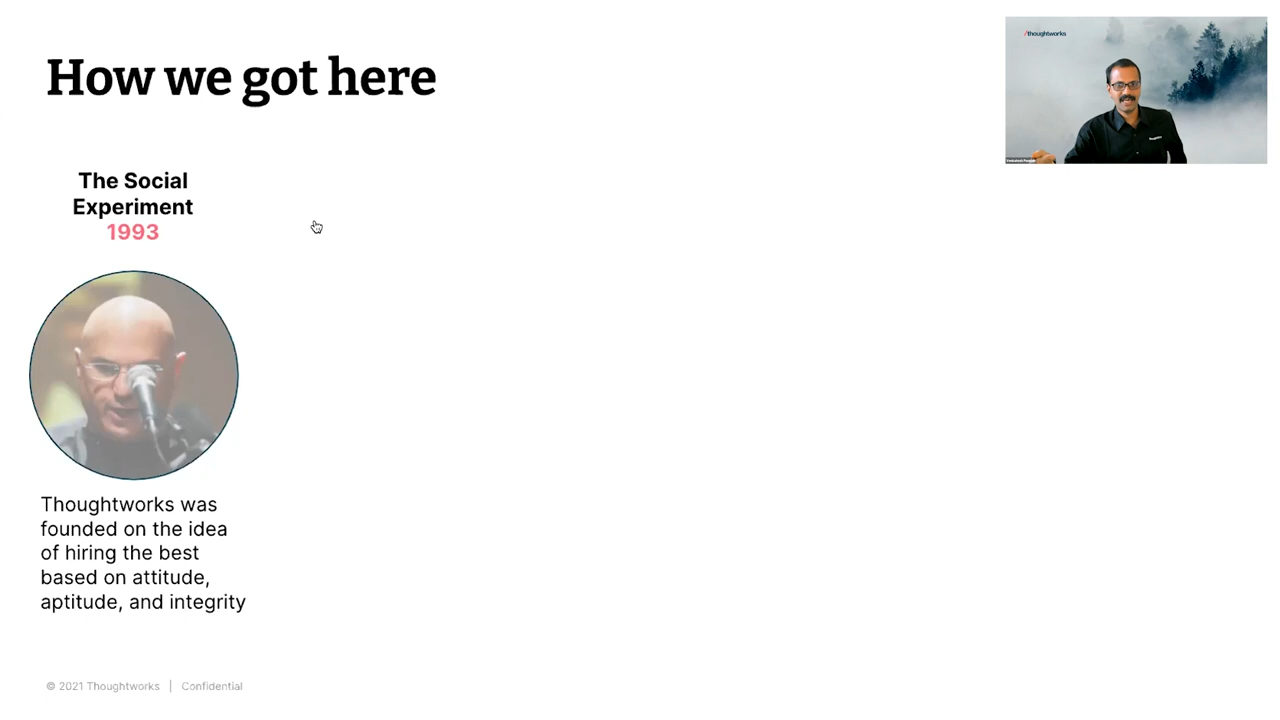 How we got here
/thoughtworks
The Social
Experiment
1993
Thoughtworks was
founded on the idea
of hiring the best
based on attitude,
aptitude, and integrity
© 2021 Thoughtworks | Confidential